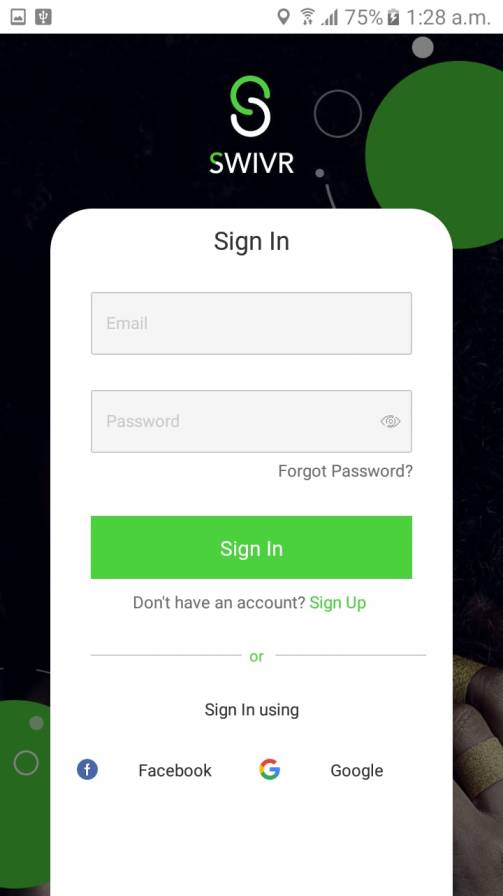 75% 1:28 a.m.
SWIVR
Sign In
Email
Password
Forgot Password?
Sign In
Don't have an account? Sign Up
or
Sign In using
Facebook Google